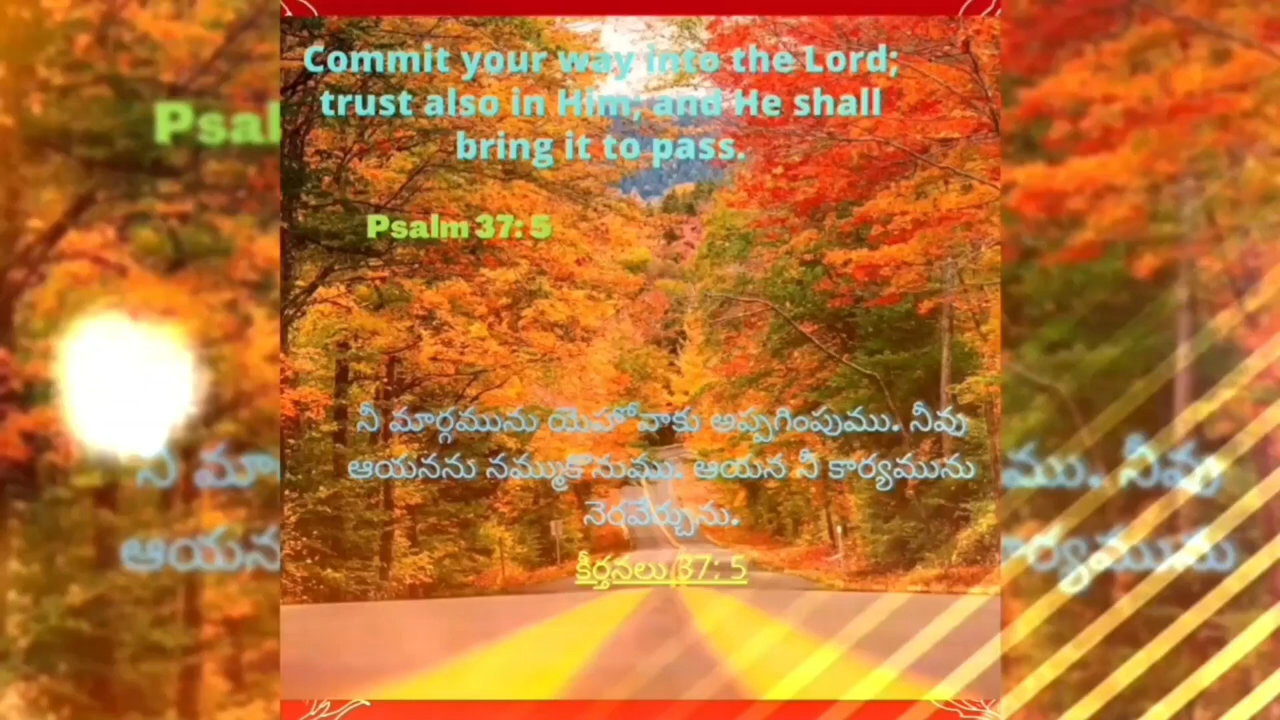 Commit your way into the Lord;
trust also in Him; and He shall
bring it to pass.
Psalm 37: 5
నీ మార్గమును యెహోవాకు అప్పగింపుము. నీవు
ఆయనను నమ్ముకొనుము. ఆయన నీ కార్యమును
నెరవేర్చును.
కీర్తనలు 37: 5